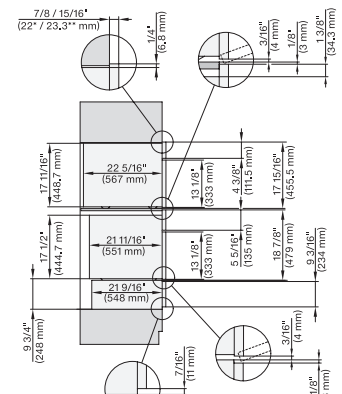 7/8 / 15/16"
(22* / 23.3** mm)
1/4"
(6.8 mm)
3/16"
(4 mm)
1/8"
(3 mm)
1 3/8"
(34.3 mm)
17 11/16"
(448.7 mm)
22 5/16"
(567 mm)
13 1/8"
(333 mm)
4 3/8"
(111.5 mm)
17 15/16"
(455.5 mm)
17 1/2"
(444.7 mm)
21 11/16"
(551 mm)
13 1/8"
(333 mm)
5 5/16"
(135 mm)
18 7/8"
(479 mm)
9 3/16"
(234 mm)
21 9/16"
(548 mm)
9 3/4"
(248 mm)
7/16"
(11 mm)
3/16"
(4 mm)
1/8"